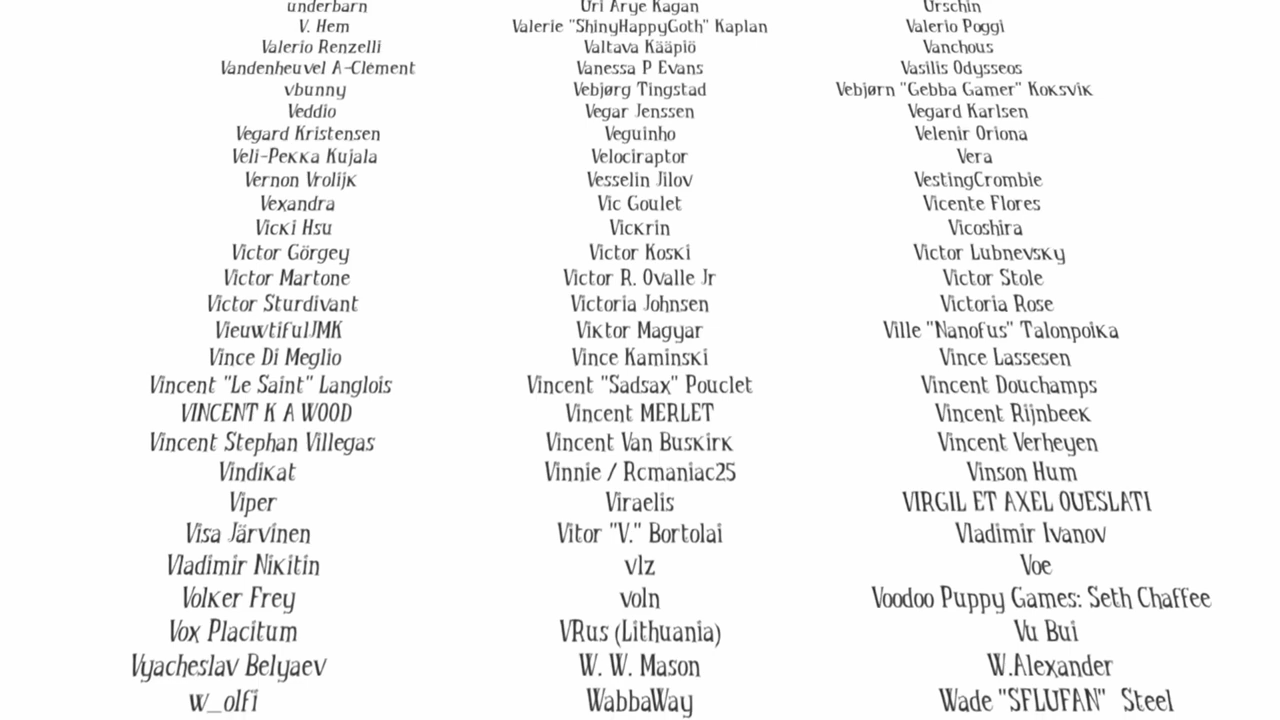 underbarn Uri Arye Kagan Urschin
V. Hem Valerie "ShinyHappyGoth" Kaplan Valerio Poggi
Valerio Renzelli Valtava Kääpiö Vanchous
Vandenheuvel A-Clément Vanessa P Evans Vasilis Odysseos
vbunny Vebjørg Tingstad Vebjørn "Gebba Gamer" Koksvik
Veddio Vegar Jenssen Vegard Karlsen
Vegard Kristensen Veguinho Velenir Oriona
Veli-Pekka Kujala Velociraptor Vera
Vernon Vrolijk Vesselin Jilov VestingCrombie
Vexandra Vic Goulet Vicente Flores
Vicki Hsu Vickrin Vicoshira
Victor Görgey Victor Koski Victor Lubnevsky
Victor Martone Victor R. Ovalle Jr Victor Stole
Victor Sturdivant Victoria Johnsen Victoria Rose
VieuwtifulJMK Viktor Magyar Ville "Nanofus" Talonpoika
Vince Di Meglio Vince Kaminski Vince Lassesen
Vincent "Le Saint" Langlois Vincent "Sadsax" Pouclet Vincent Douchamps
VINCENT K A WOOD Vincent MERLET Vincent Rijnbeek
Vincent Stephan Villegas Vincent Van Buskirk Vincent Verheyen
Vindikat Vinnie / Rcmaniac25 Vinson Hum
Viper Viraelis VIRGIL ET AXEL OUESLATI
Visa Järvinen Vitor "V." Bortolai Vladimir Ivanov
Vladimir Nikitin vlz Voe
Volker Frey voln Voodoo Puppy Games: Seth Chaffee
Vox Placitum VRus (Lithuania) Vu Bui
Vyacheslav Belyaev W. W. Mason W.Alexander
w_olfi WabbaWay Wade "SFLUFAN" Steel